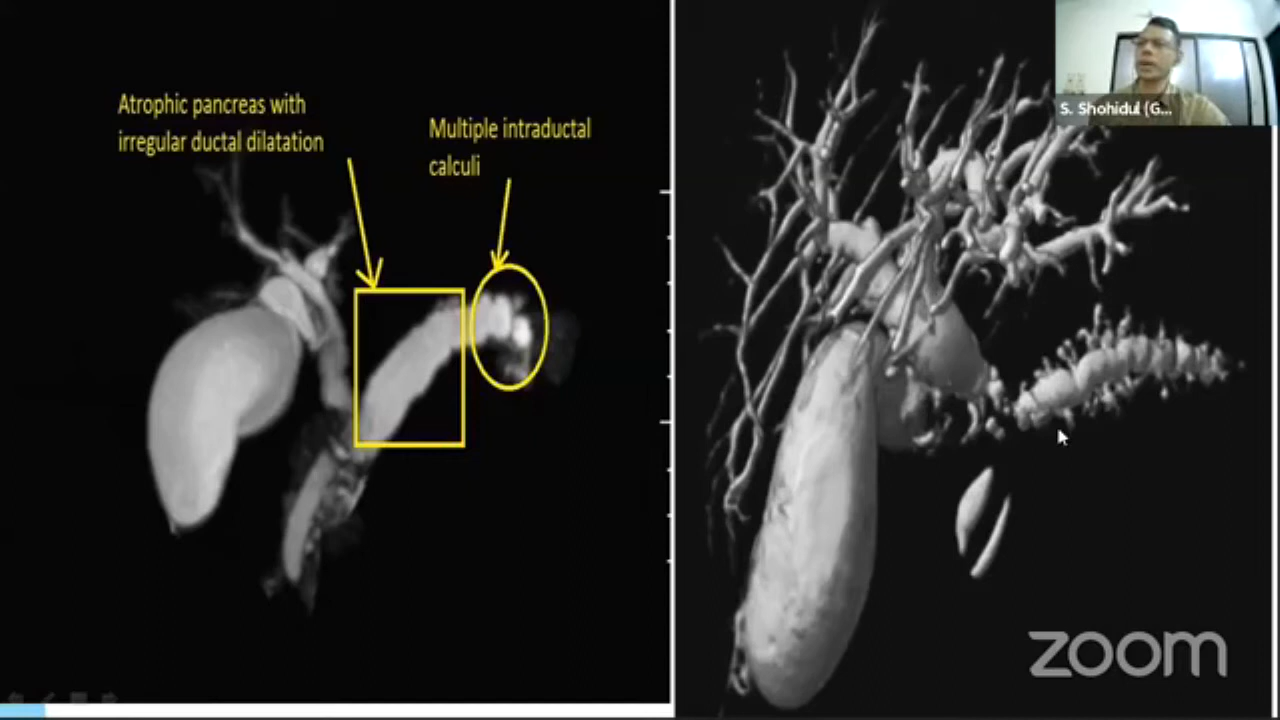 Atrophic pancreas with
irregular ductal dilatation
Multiple intraductal
calculi
S. Shohidul (G...
zoom